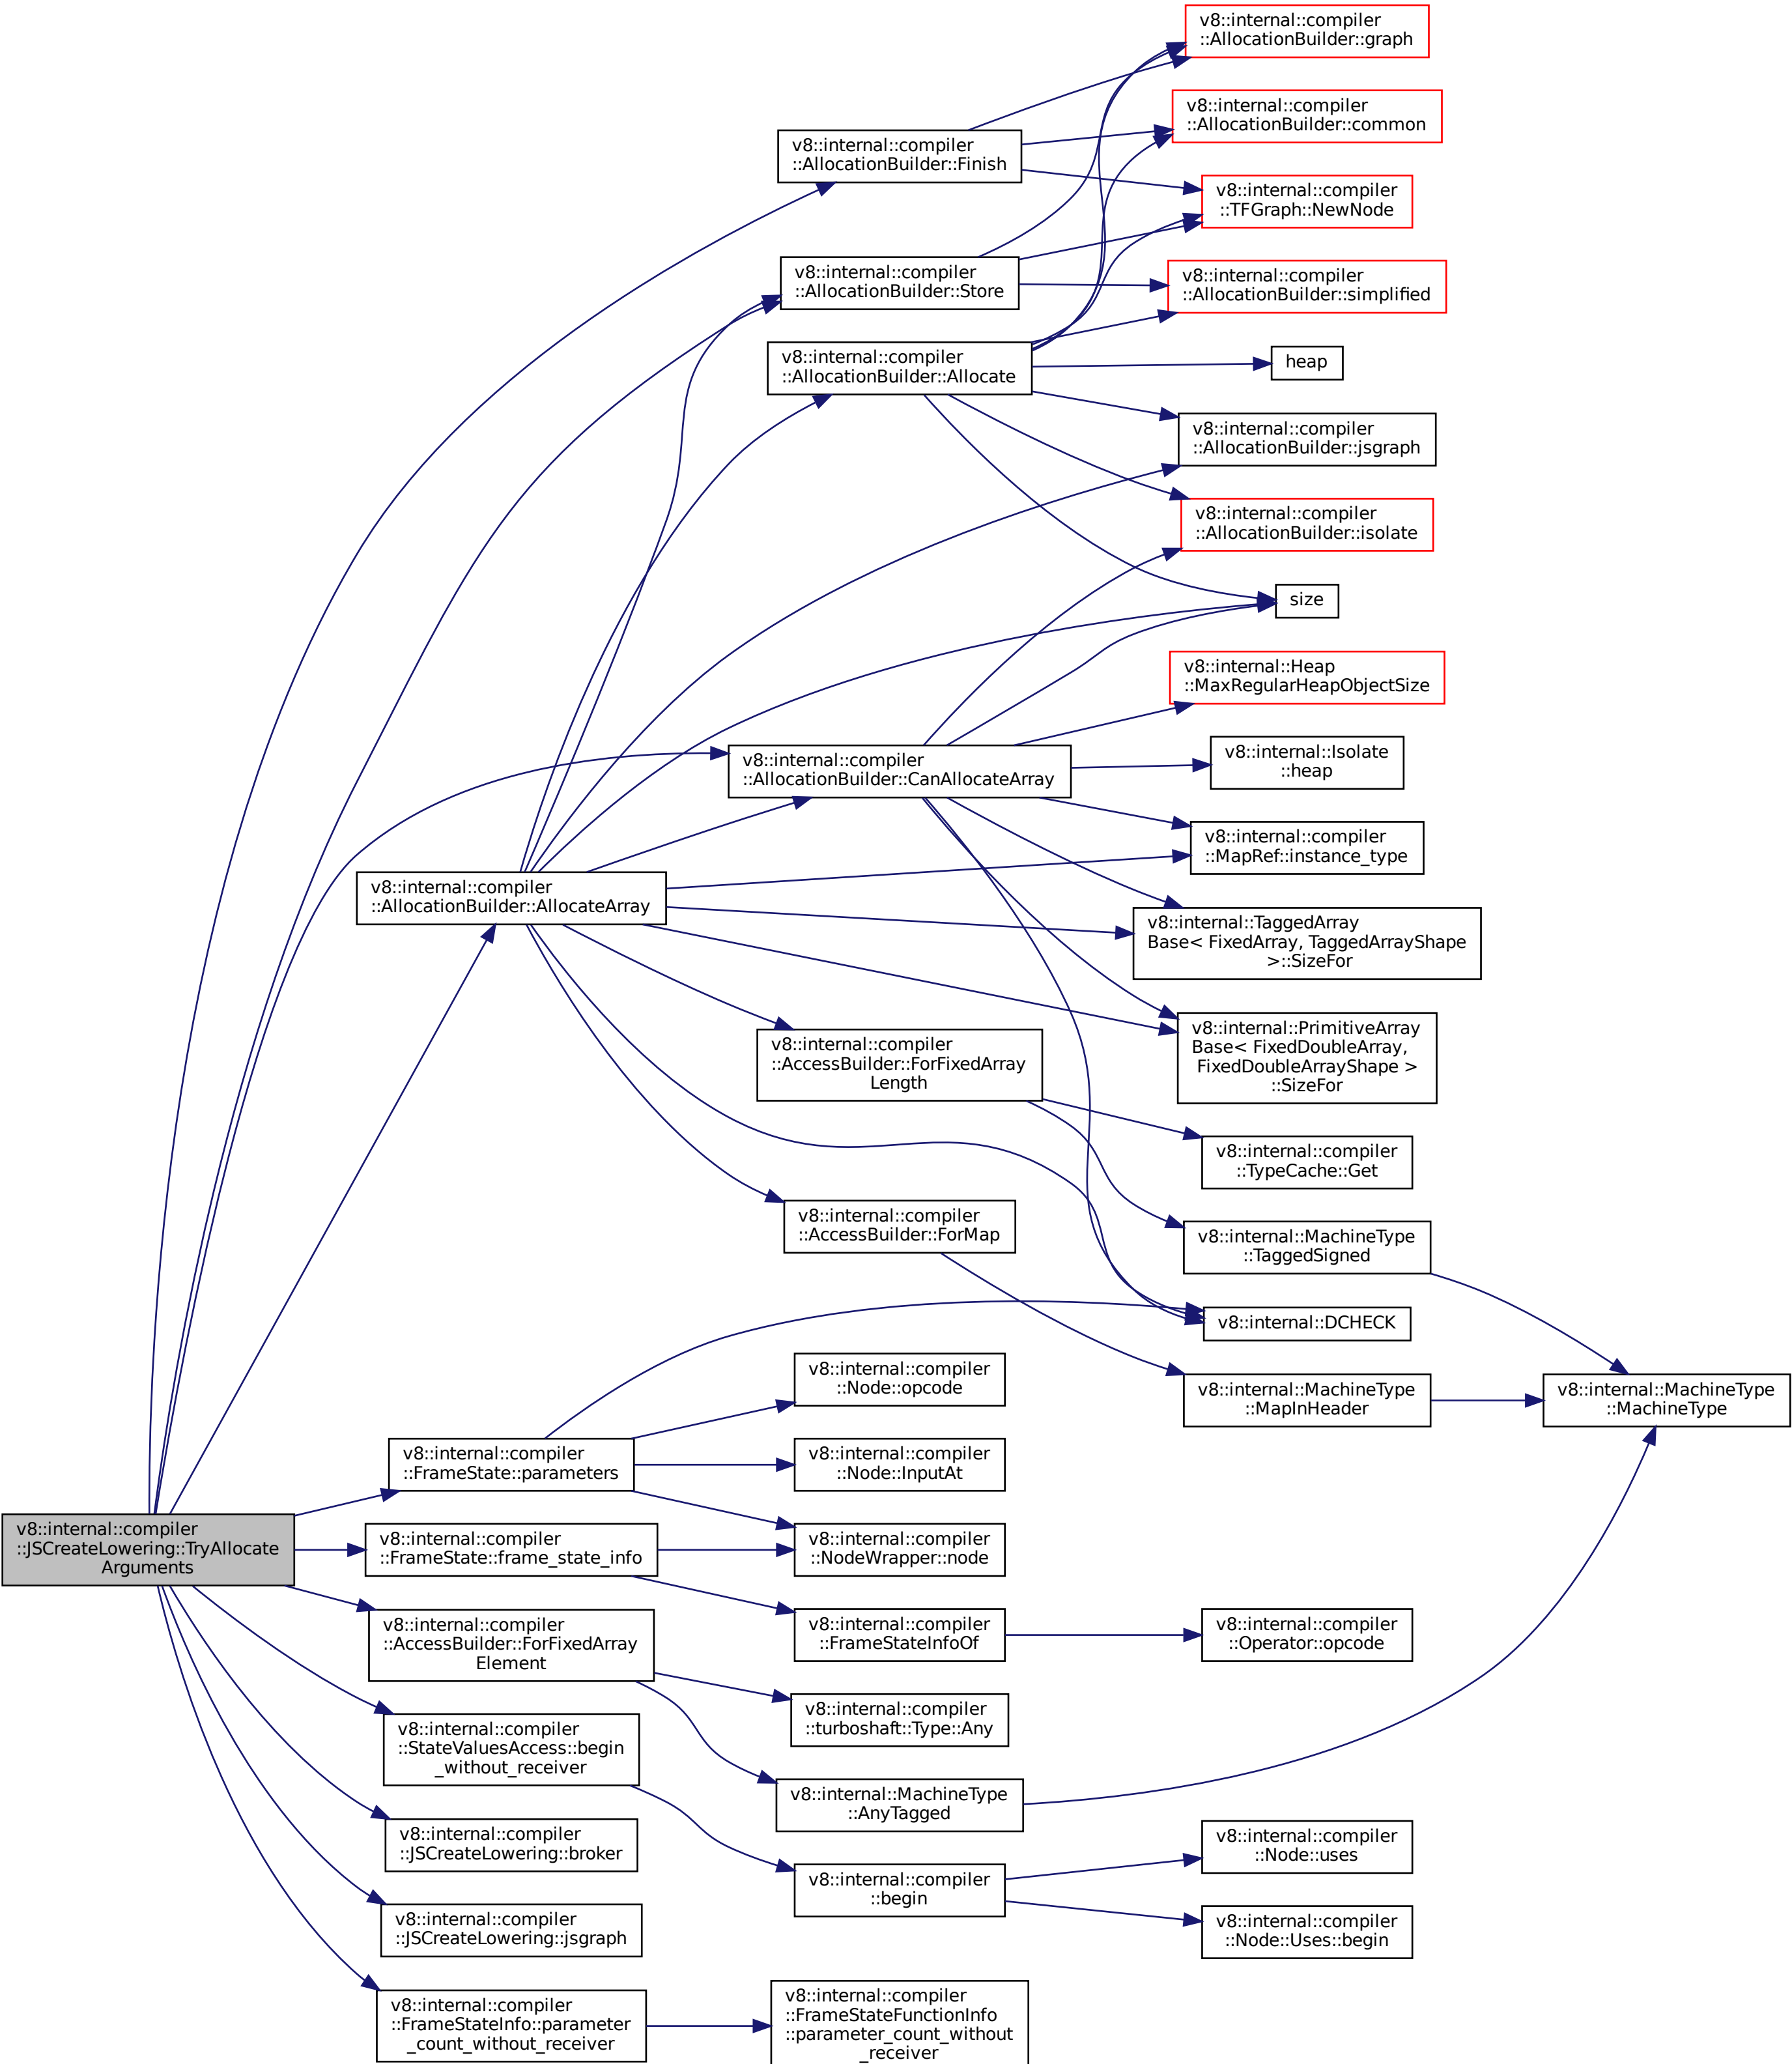 v8::internal::compiler
::AllocationBuilder::graph
v8::internal::compiler
::AllocationBuilder::common
v8::internal::compiler
::AllocationBuilder::Finish
v8::internal::compiler
::TFGraph::NewNode
v8::internal::compiler
::AllocationBuilder::Store
v8::internal::compiler
::AllocationBuilder::simplified
v8::internal::compiler
::AllocationBuilder::Allocate
heap
v8::internal::compiler
::AllocationBuilder::jsgraph
v8::internal::compiler
::AllocationBuilder::isolate
size
v8::internal::Heap
::MaxRegularHeapObjectSize
v8::internal::compiler
::AllocationBuilder::CanAllocateArray
v8::internal::Isolate
::heap
v8::internal::compiler
::MapRef::instance_type
v8::internal::compiler
::AllocationBuilder::AllocateArray
v8::internal::TaggedArray
Base< FixedArray, TaggedArrayShape
>::SizeFor
v8::internal::PrimitiveArray
Base< FixedDoubleArray,
FixedDoubleArrayShape >
::SizeFor
v8::internal::compiler
::AccessBuilder::ForFixedArray
Length
v8::internal::compiler
::TypeCache::Get
v8::internal::compiler
::AccessBuilder::ForMap
v8::internal::MachineType
::TaggedSigned
v8::internal::DCHECK
v8::internal::compiler
::Node::opcode
v8::internal::MachineType
::MapInHeader
v8::internal::MachineType
::MachineType
v8::internal::compiler
::FrameState::parameters
v8::internal::compiler
::Node::InputAt
v8::internal::compiler
::JSCreateLowering::TryAllocate
Arguments
v8::internal::compiler
::FrameState::frame_state_info
v8::internal::compiler
::NodeWrapper::node
v8::internal::compiler
::AccessBuilder::ForFixedArray
Element
v8::internal::compiler
::FrameStateInfoOf
v8::internal::compiler
::Operator::opcode
v8::internal::compiler
::turboshaft::Type::Any
v8::internal::compiler
::StateValuesAccess::begin
_without_receiver
v8::internal::MachineType
::AnyTagged
v8::internal::compiler
::JSCreateLowering::broker
v8::internal::compiler
::Node::uses
v8::internal::compiler
::begin
v8::internal::compiler
::JSCreateLowering::jsgraph
v8::internal::compiler
::Node::Uses::begin
v8::internal::compiler
::FrameStateInfo::parameter
_count_without_receiver
v8::internal::compiler
::FrameStateFunctionInfo
::parameter_count_without
_receiver